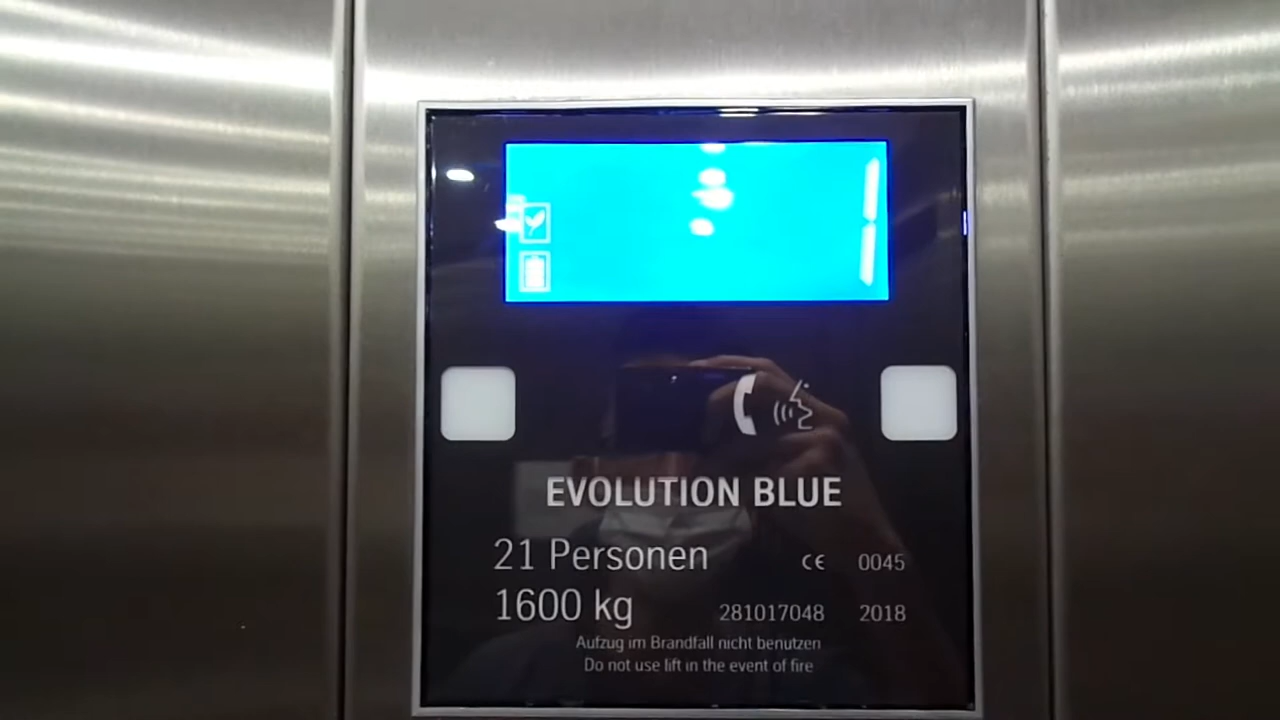 EVOLUTION BLUE
21 Personen CE 0045
1600 kg 281017048 2018
Aufzug im Brandfall nicht benutzen
Do not use lift in the event of fire